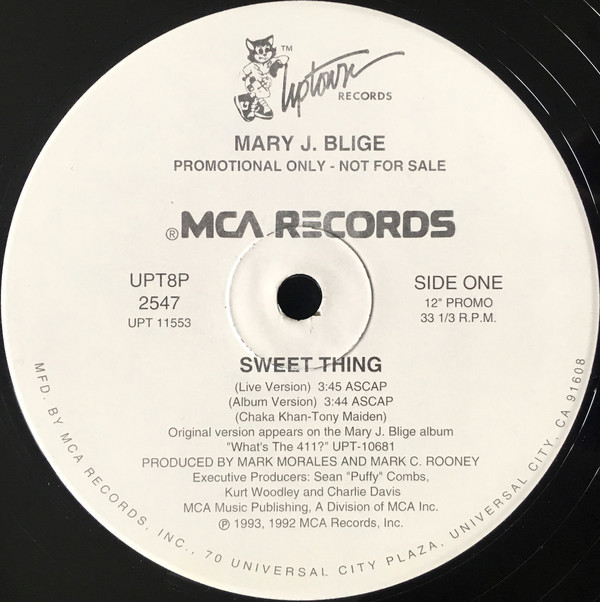 TM
Uptown
RECORDS
MARY J. BLIGE
PROMOTIONAL ONLY - NOT FOR SALE
®MCA RECORDS
UPT8P
2547
UPT 11553
SIDE ONE
12" PROMO
33 1/3 R.P.M.
SWEET THING
(Live Version) 3:45 ASCAP
(Album Version) 3:44 ASCAP
(Chaka Khan-Tony Maiden)
Original version appears on the Mary J. Blige album
"What's The 411?" UPT-10681
PRODUCED BY MARK MORALES AND MARK C. ROONEY
Executive Producers: Sean "Puffy" Combs,
Kurt Woodley and Charlie Davis
MCA Music Publishing, A Division of MCA Inc.
℗ 1993, 1992 MCA Records, Inc.
MFD. BY MCA RECORDS, INC., 70 UNIVERSAL CITY PLAZA, UNIVERSAL CITY, CA 91608